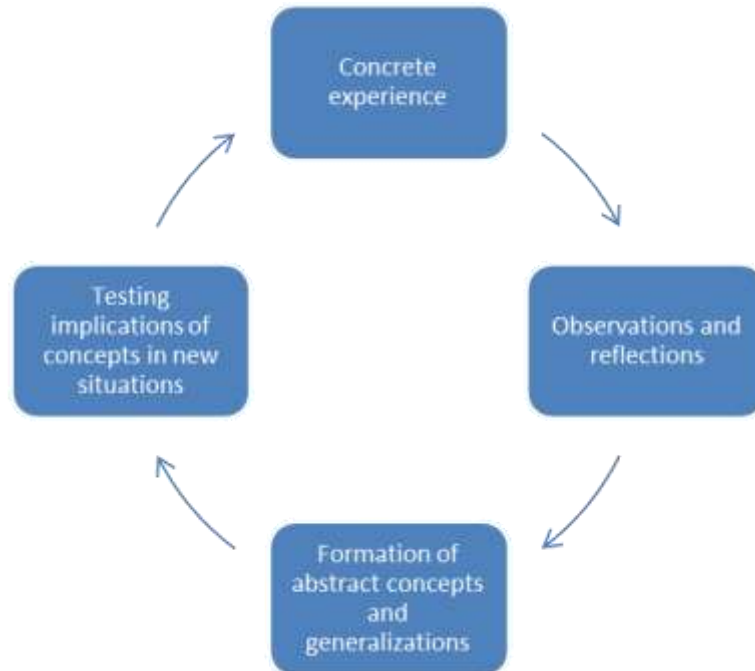 Concrete
experience
Observations and
reflections
Formation of
abstract concepts
and
generalizations
Testing
implications of
concepts in new
situations